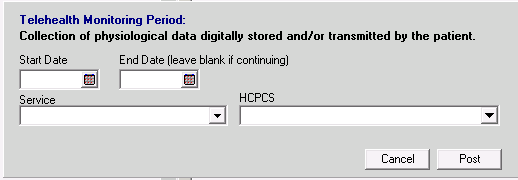 Telehealth Monitoring Period:
Collection of physiological data digitally stored and/or transmitted by the patient.
Start Date End Date (leave blank if continuing)
Service HCPCS
Cancel Post